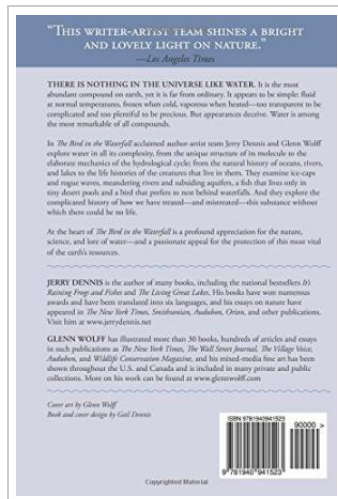 “THIS WRITER-ARTIST TEAM SHINES A BRIGHT
AND LOVELY LIGHT ON NATURE.”
—Los Angeles Times
THERE IS NOTHING IN THE UNIVERSE LIKE WATER. It is the most
abundant compound on earth, yet it is far from ordinary. It appears to be simple: fluid
at normal temperatures, frozen when cold, vaporous when heated—too transparent to be
complicated and too plentiful to be precious. But appearances deceive. Water is among
the most remarkable of all compounds.
In The Bird in the Waterfall acclaimed author-artist team Jerry Dennis and Glenn Wolff
explore water in all its complexity, from the unique structure of its molecule to the
elaborate mechanics of the hydrological cycle; from the natural history of oceans, rivers,
and lakes to the life histories of the creatures that live in them. They examine ice-caps
and rogue waves, meandering rivers and subsiding aquifers, a fish that lives only in
tiny desert pools and a bird that prefers to nest behind waterfalls. And they explore the
complicated history of how we have treated—and mistreated—this substance without
which there could be no life.
At the heart of The Bird in the Waterfall is a profound appreciation for the nature,
science, and lore of water—and a passionate appeal for the protection of this most vital
of the earth's resources.
JERRY DENNIS is the author of many books, including the national bestsellers It's
Raining Frogs and Fishes and The Living Great Lakes. His books have won numerous
awards and have been translated into six languages, and his essays on nature have
appeared in The New York Times, Smithsonian, Audubon, Orion, and other publications.
Visit him at www.jerrydennis.net
GLENN WOLFF has illustrated more than 30 books, hundreds of articles and essays
in such publications as The New York Times, The Wall Street Journal, The Village Voice,
Audubon, and Wildlife Conservation Magazine, and his mixed-media fine art has been
shown throughout the U.S. and Canada and is included in many private and public
collections. More on his work can be found at www.glennwolff.com
Cover art by Glenn Wolff
Book and cover design by Gail Dennis
ISBN 9781940941523
90000 >
9 781940 941523
Copyrighted Material